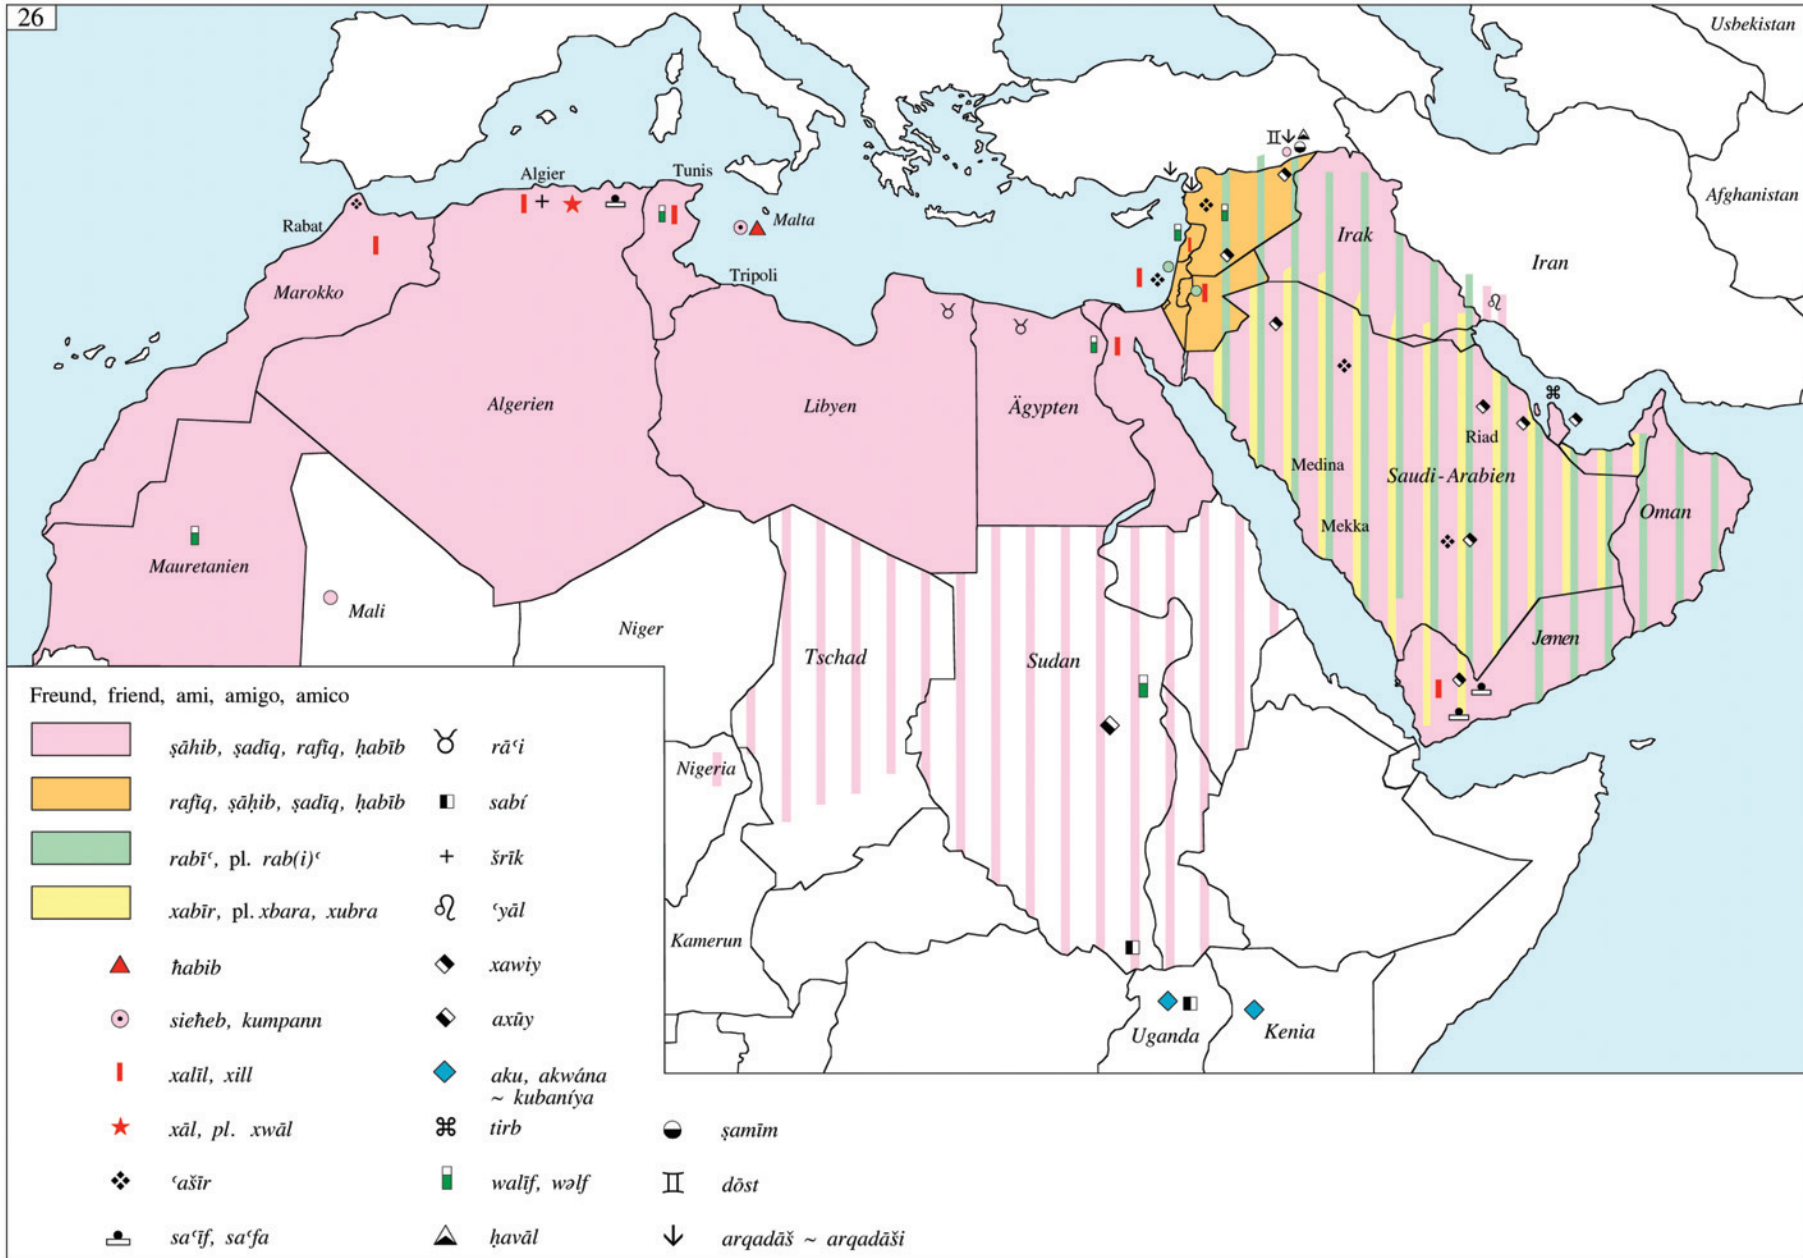 26
Usbekistan
Algier
Tunis
Afghanistan
Rabat
Malta
Irak
Iran
Tripoli
Marokko
Algerien
Libyen
Ägypten
Riad
Medina
Saudi-Arabien
Mekka
Oman
Mauretanien
Mali
Niger
Tschad
Sudan
Jemen
Nigeria
Kamerun
Uganda
Kenia
Freund, friend, ami, amigo, amico
ṣāhib, ṣadīq, rafīq, ḥabīb
rafīq, ṣāḥib, ṣadīq, ḥabīb
rabīʿ, pl. rab(i)ʿ
xabīr, pl. xbara, xubra
ħabib
sieħeb, kumpann
xalīl, xill
xāl, pl. xwāl
ʿašīr
saʿīf, saʿfa
rāʿi
sabí
šrīk
ʿyāl
xawiy
axūy
aku, akwána
~ kubaníya
tirb
walīf, wəlf
ḥavāl
ṣamīm
dōst
arqadāš ~ arqadāši